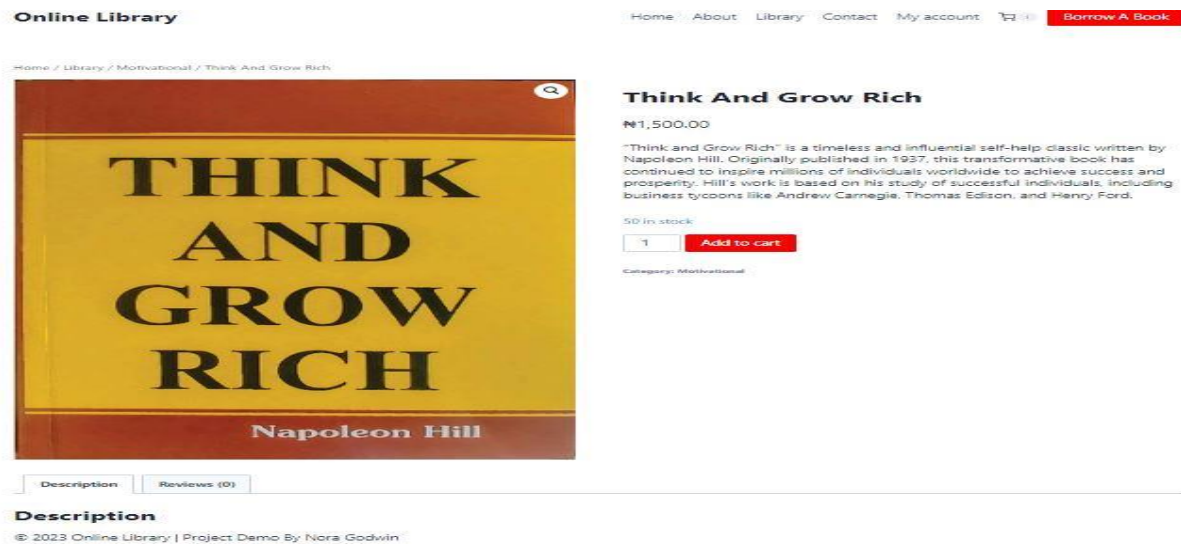 Online Library
Home About Library Contact My account Borrow A Book
Home / Library / Motivational / Think And Grow Rich
THINK
AND
GROW
RICH
Napoleon Hill
Think And Grow Rich
₦1,500.00
"Think and Grow Rich" is a timeless and influential self-help classic written by
Napoleon Hill. Originally published in 1937, this transformative book has
continued to inspire millions of individuals worldwide to achieve success and
prosperity. Hill's work is based on his study of successful individuals, including
business tycoons like Andrew Carnegie, Thomas Edison, and Henry Ford.
50 in stock
1 Add to cart
Category: Motivational
Description Reviews (0)
Description
© 2023 Online Library | Project Demo By Nora Godwin